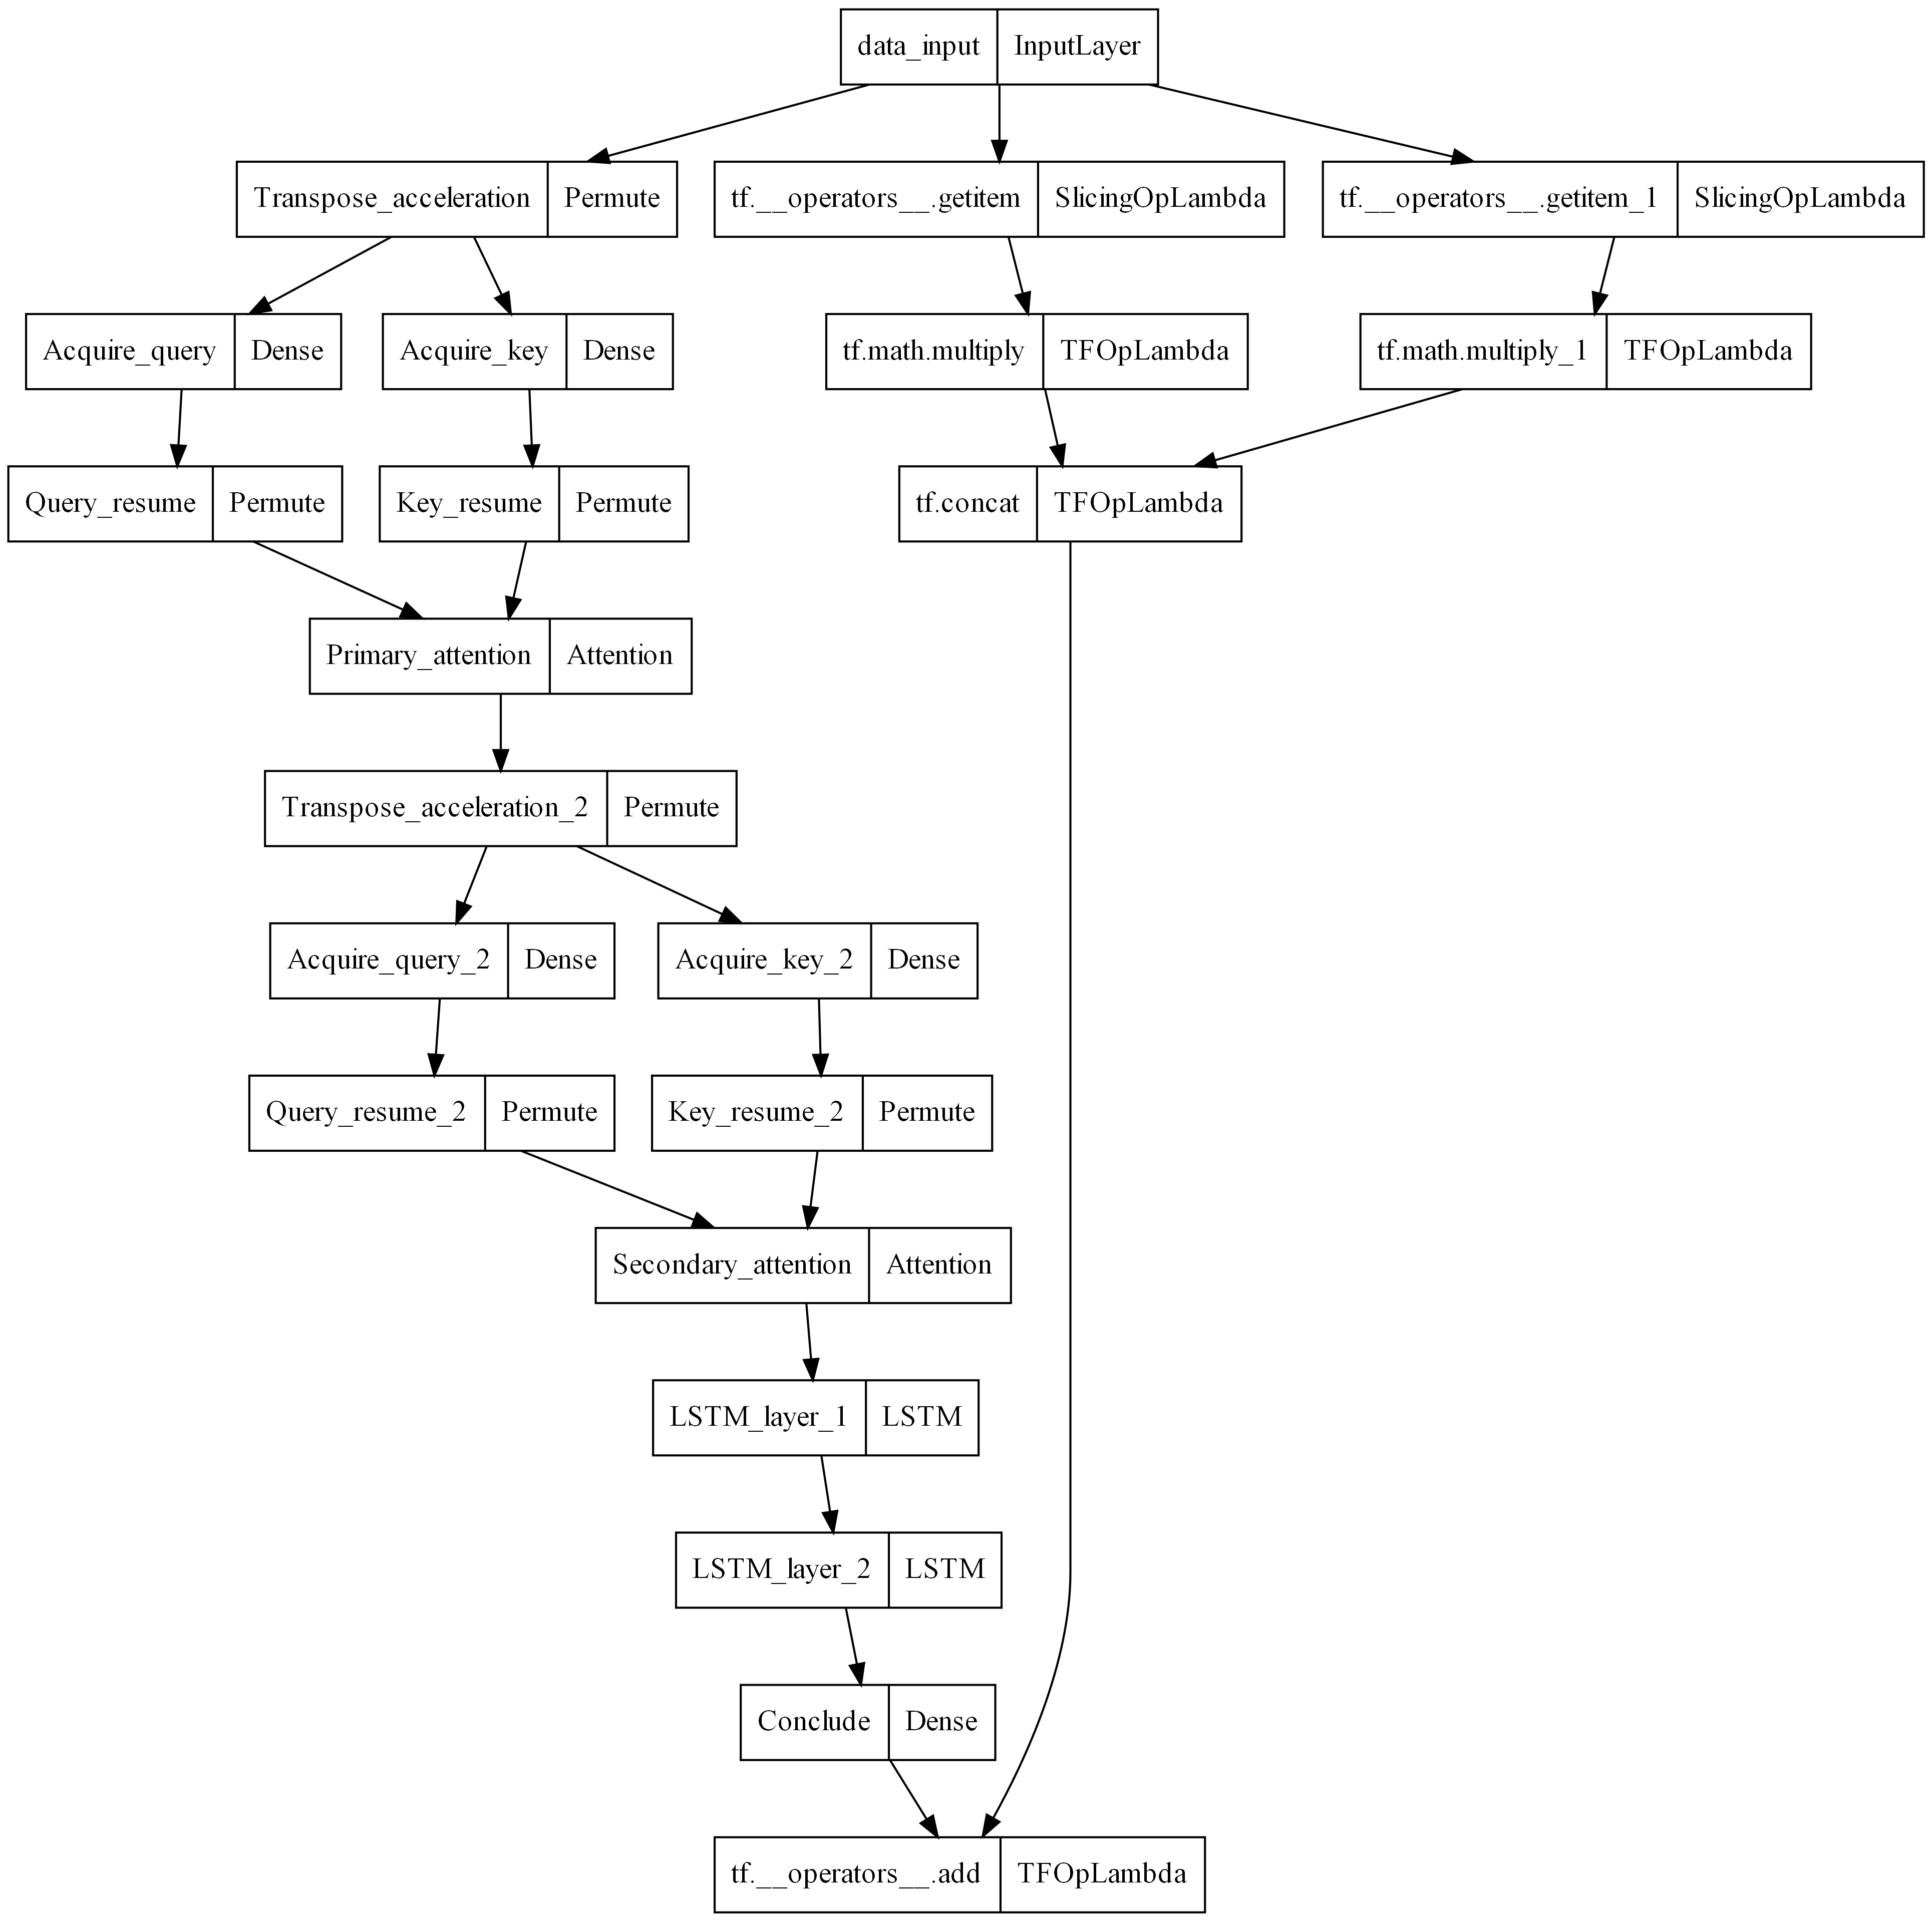 data_input InputLayer
Transpose_acceleration Permute tf.__operators__.getitem SlicingOpLambda tf.__operators__.getitem_1 SlicingOpLambda
Acquire_query Dense Acquire_key Dense tf.math.multiply TFOpLambda tf.math.multiply_1 TFOpLambda
Query_resume Permute Key_resume Permute tf.concat TFOpLambda
Primary_attention Attention
Transpose_acceleration_2 Permute
Acquire_query_2 Dense Acquire_key_2 Dense
Query_resume_2 Permute Key_resume_2 Permute
Secondary_attention Attention
LSTM_layer_1 LSTM
LSTM_layer_2 LSTM
Conclude Dense
tf.__operators__.add TFOpLambda